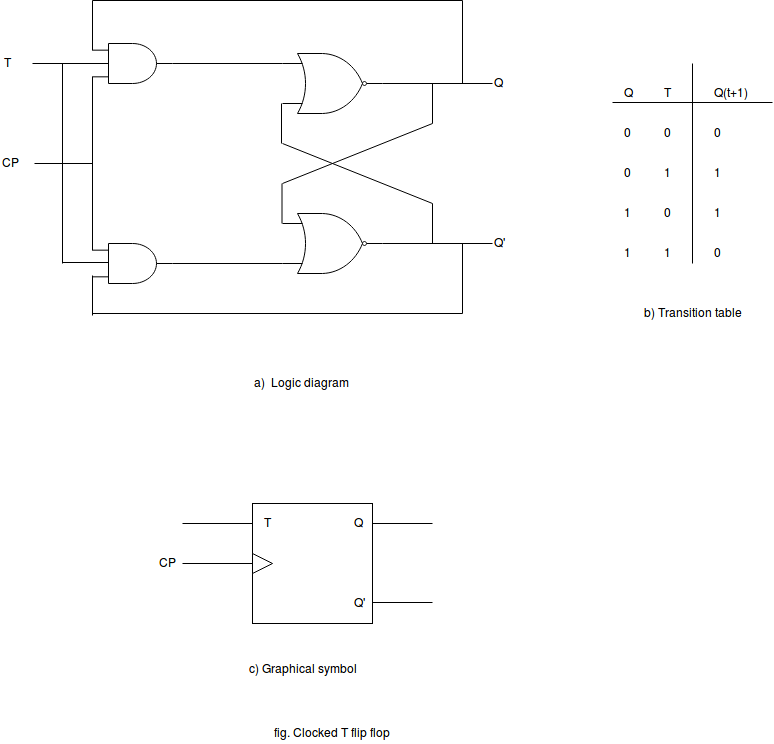 T
CP
Q
Q'
Q T Q(t+1)
0 0 0
0 1 1
1 0 1
1 1 0
b) Transition table
a) Logic diagram
T Q
CP
Q'
c) Graphical symbol
fig. Clocked T flip flop